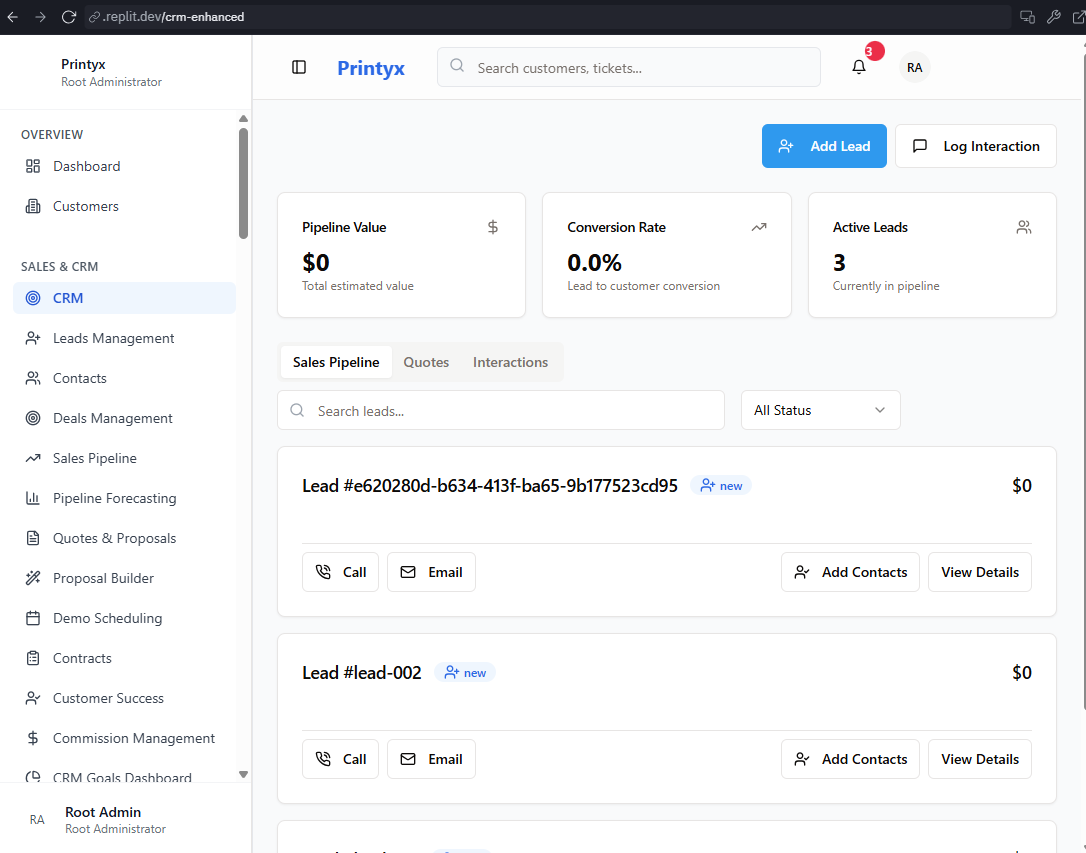 .replit.dev/crm-enhanced
Printyx
Root Administrator
OVERVIEW
Dashboard
Customers
SALES & CRM
CRM
Leads Management
Contacts
Deals Management
Sales Pipeline
Pipeline Forecasting
Quotes & Proposals
Proposal Builder
Demo Scheduling
Contracts
Customer Success
Commission Management
CRM Goals Dashboard
RA
Root Admin
Root Administrator
Printyx
Search customers, tickets...
3
RA
Add Lead
Log Interaction
Pipeline Value
$0
Total estimated value
Conversion Rate
0.0%
Lead to customer conversion
Active Leads
3
Currently in pipeline
Sales Pipeline Quotes Interactions
Search leads...
All Status
Lead #e620280d-b634-413f-ba65-9b177523cd95 new $0
Call Email Add Contacts View Details
Lead #lead-002 new $0
Call Email Add Contacts View Details